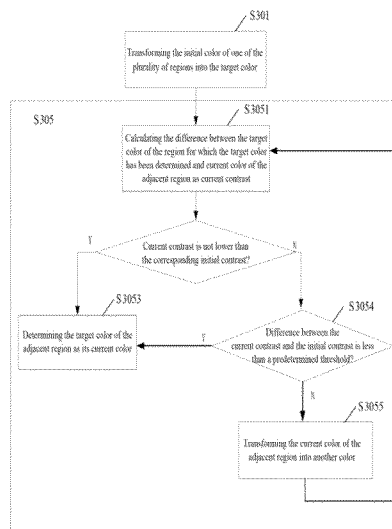 S301
Transforming the initial color of one of the
plurality of regions into the target color
S305
S3051
Calculating the difference between the target
color of the region for which the target color
has been determined and current color of the
adjacent region as current contrast
Y
Current contrast is not lower than
the corresponding initial contrast?
N
S3053
Determining the target color of the
adjacent region as its current color
S3054
Y
Difference between the
current contrast and the initial contrast is less
than a predetermined threshold?
N
S3055
Transforming the current color of the
adjacent region into another color